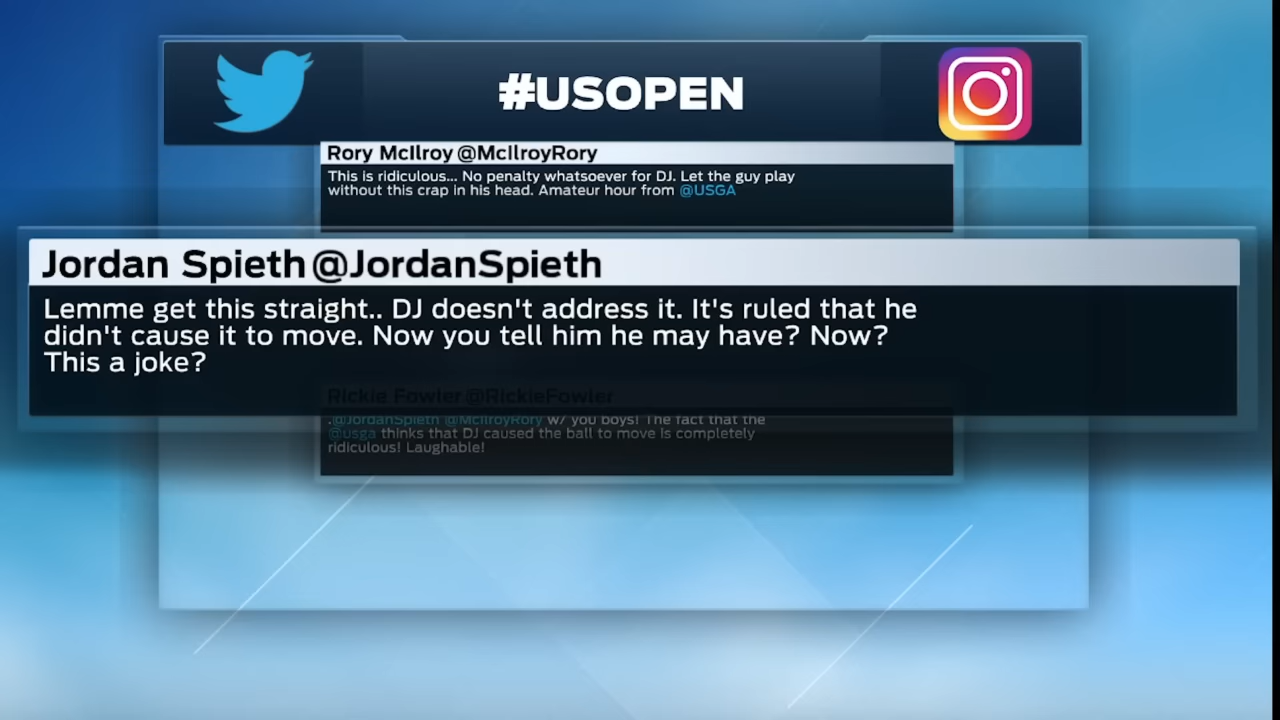 #USOPEN
Rory McIlroy @McIlroyRory
This is ridiculous... No penalty whatsoever for DJ. Let the guy play
without this crap in his head. Amateur hour from @USGA
Jordan Spieth @JordanSpieth
Lemme get this straight.. DJ doesn't address it. It's ruled that he
didn't cause it to move. Now you tell him he may have? Now?
This a joke?
Rickie Fowler @RickieFowler
.@JordanSpieth @McIlroyRory w/ you boys! The fact that the
@usga thinks that DJ caused the ball to move is completely
ridiculous! Laughable!